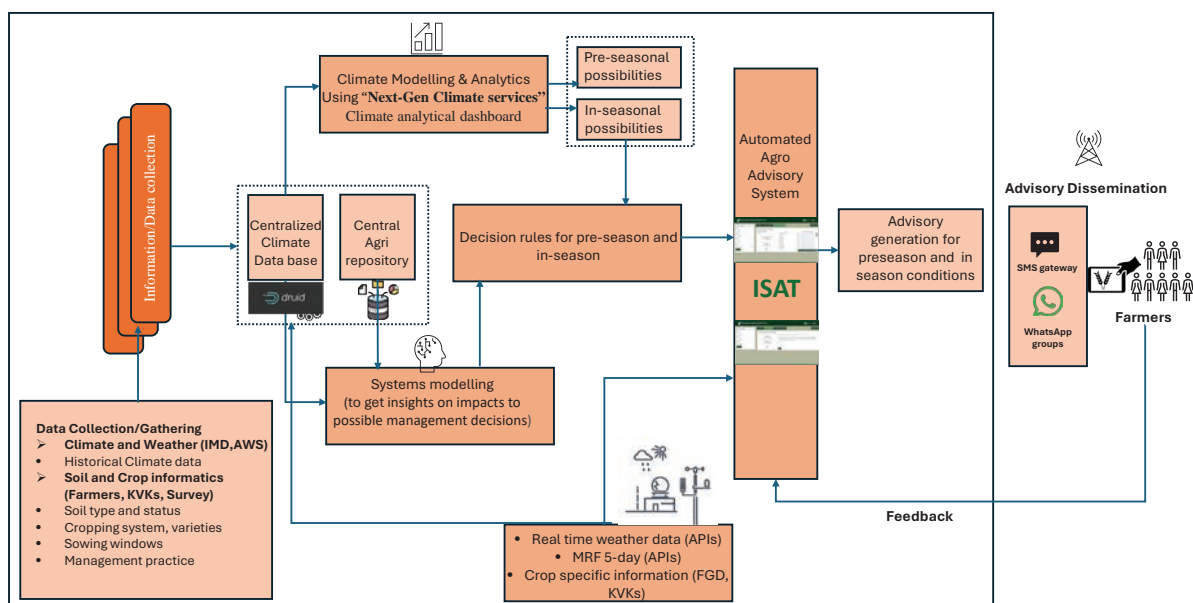 Information/Data collection
Climate Modelling & Analytics
Using “Next-Gen Climate services”
Climate analytical dashboard
Pre-seasonal
possibilities
In-seasonal
possibilities
Centralized
Climate
Data base
druid
Central
Agri
repository
Decision rules for pre-season and
in-season
Systems modelling
(to get insights on impacts to
possible management decisions)
Automated
Agro
Advisory
System
ISAT
Advisory
generation for
preseason and in
season conditions
Advisory Dissemination
SMS gateway
WhatsApp
groups
Farmers
Feedback
Data Collection/Gathering
➢ Climate and Weather (IMD,AWS)
• Historical Climate data
➢ Soil and Crop informatics
(Farmers, KVKs, Survey)
• Soil type and status
• Cropping system, varieties
• Sowing windows
• Management practice
• Real time weather data (APIs)
• MRF 5-day (APIs)
• Crop specific information (FGD,
KVKs)